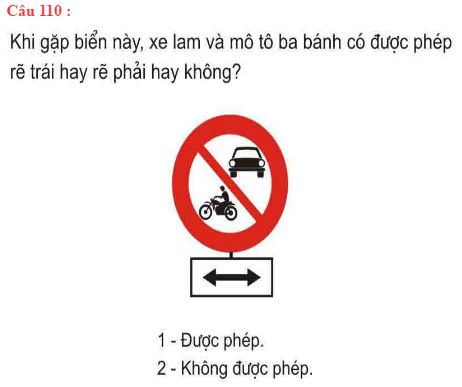 Câu 110 :
Khi gặp biển này, xe lam và mô tô ba bánh có được phép
rẽ trái hay rẽ phải hay không?
1 - Được phép.
2 - Không được phép.